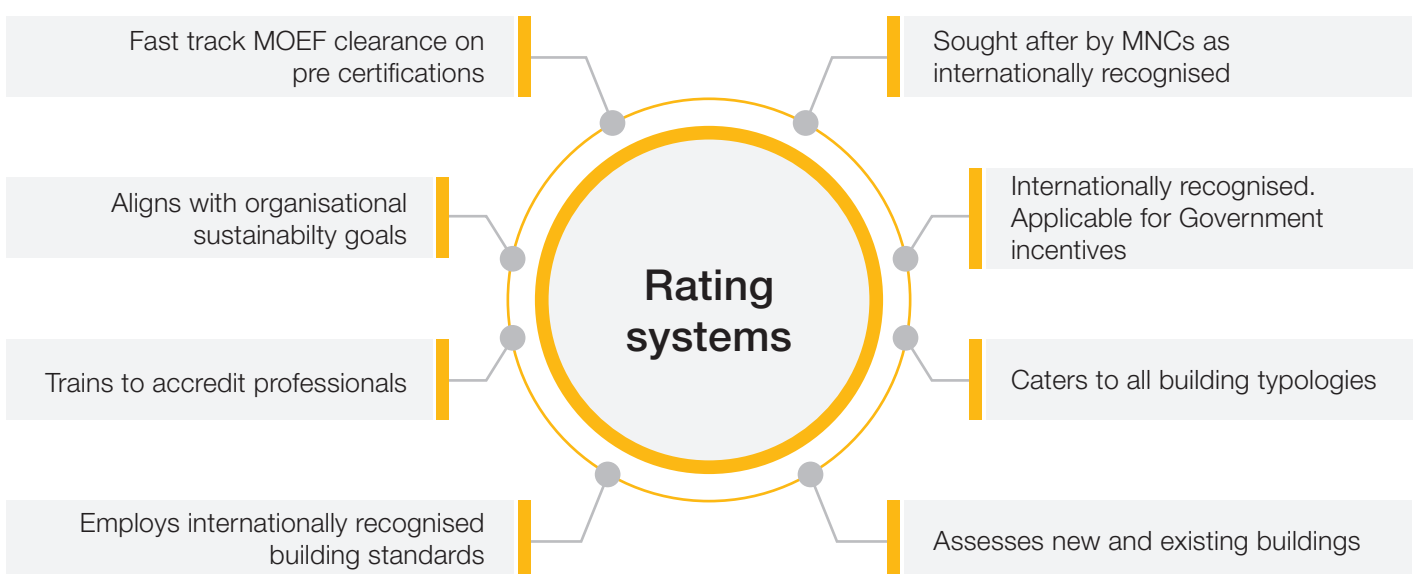 Fast track MOEF clearance on
pre certifications
Sought after by MNCs as
internationally recognised
Aligns with organisational
sustainabilty goals
Internationally recognised.
Applicable for Government
incentives
Rating
systems
Trains to accredit professionals
Caters to all building typologies
Employs internationally recognised
building standards
Assesses new and existing buildings